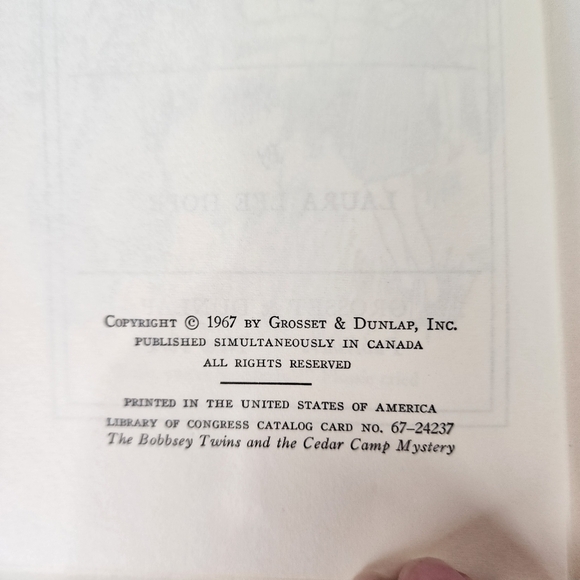 COPYRIGHT © 1967 BY GROSSET & DUNLAP, INC.
PUBLISHED SIMULTANEOUSLY IN CANADA
ALL RIGHTS RESERVED
PRINTED IN THE UNITED STATES OF AMERICA
LIBRARY OF CONGRESS CATALOG CARD NO. 67-24237
The Bobbsey Twins and the Cedar Camp Mystery